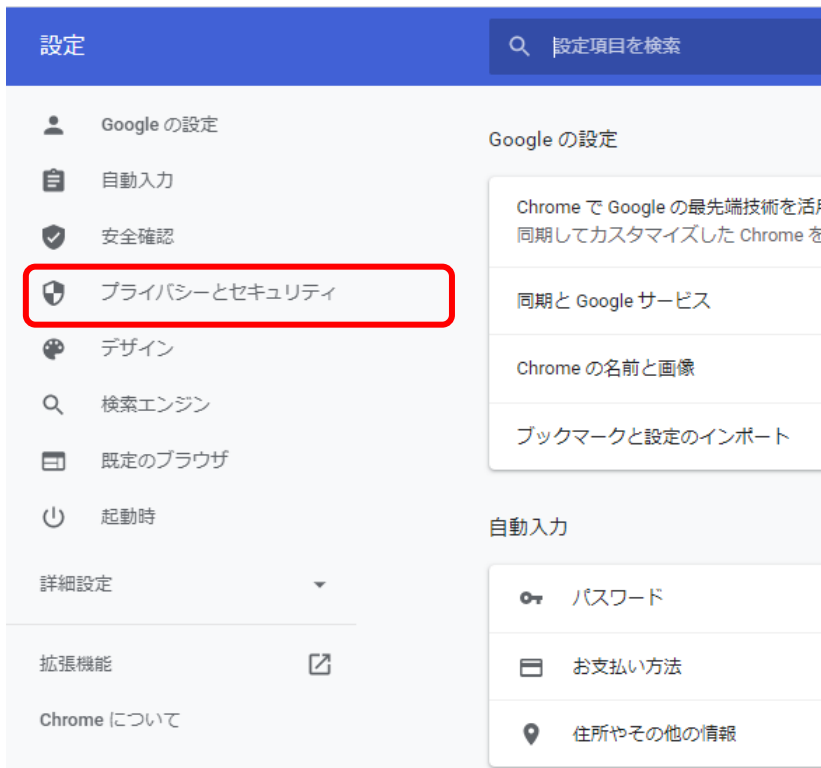 設定
設定項目を検索
Google の設定
自動入力
安全確認
プライバシーとセキュリティ
デザイン
検索エンジン
既定のブラウザ
起動時
詳細設定
拡張機能
Chrome について
Google の設定
Chrome で Google の最先端技術を活
同期してカスタマイズした Chrome を
同期と Google サービス
Chrome の名前と画像
ブックマークと設定のインポート
自動入力
パスワード
お支払い方法
住所やその他の情報